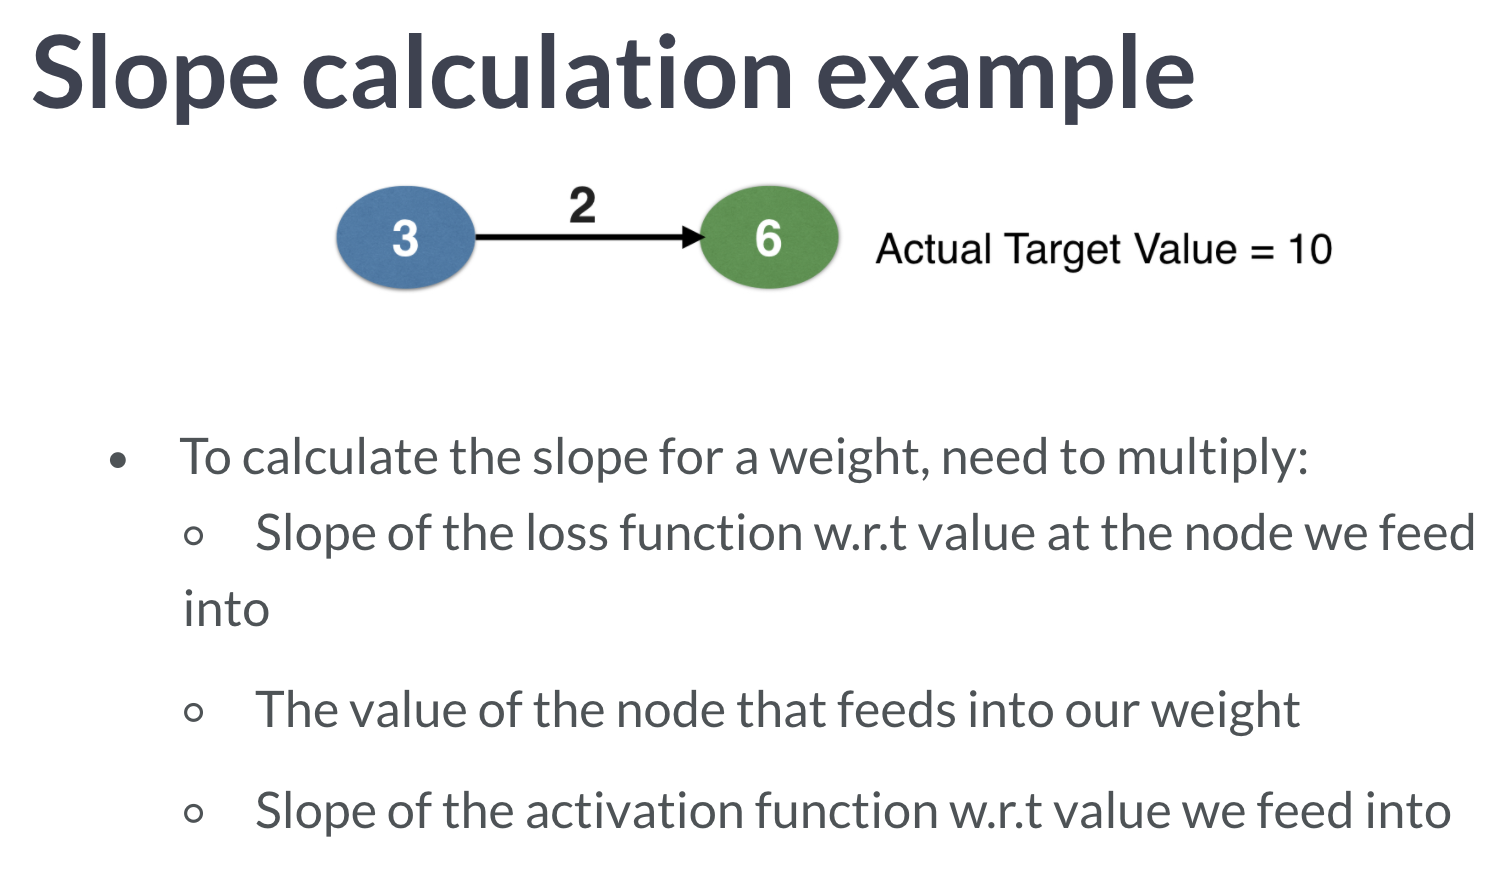 Slope calculation example
2
3
6
Actual Target Value = 10
• To calculate the slope for a weight, need to multiply:
○ Slope of the loss function w.r.t value at the node we feed
into
○ The value of the node that feeds into our weight
○ Slope of the activation function w.r.t value we feed into